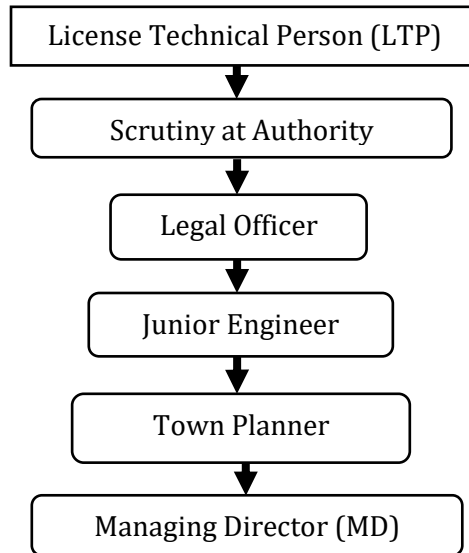 License Technical Person (LTP)
Scrutiny at Authority
Legal Officer
Junior Engineer
Town Planner
Managing Director (MD)